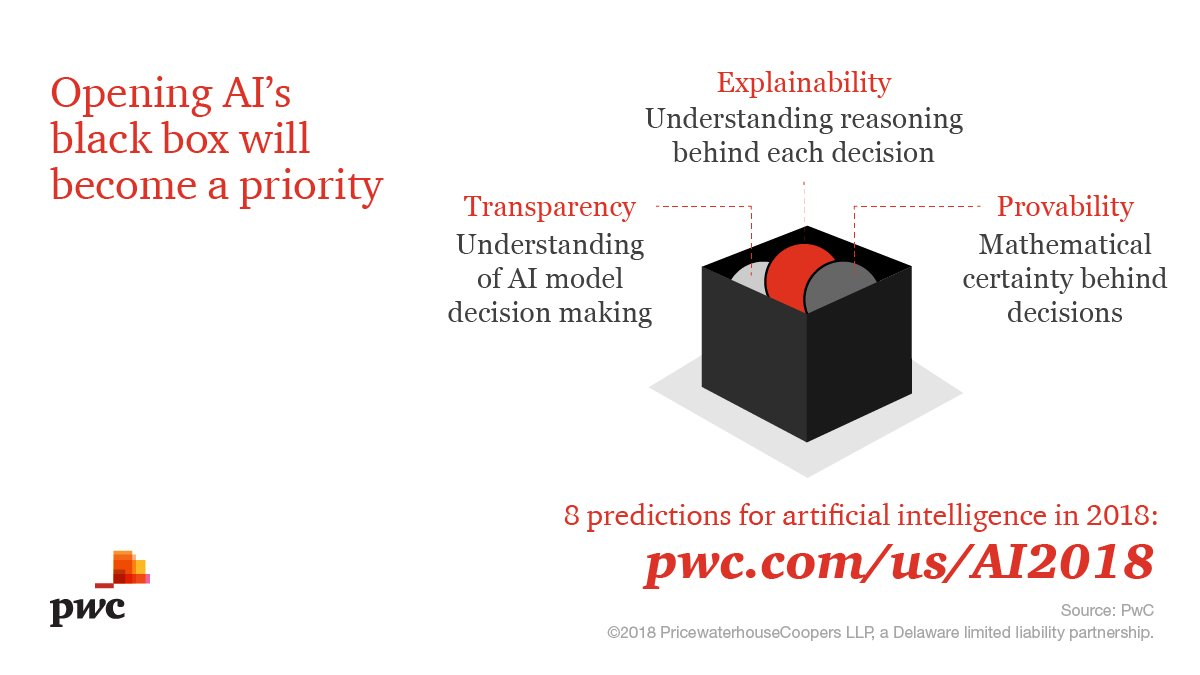 Opening AI's
black box will
become a priority
Explainability
Understanding reasoning
behind each decision
Transparency
Understanding
of AI model
decision making
Provability
Mathematical
certainty behind
decisions
8 predictions for artificial intelligence in 2018:
pwc.com/us/AI2018
pwc
Source: PwC
©2018 PricewaterhouseCoopers LLP, a Delaware limited liability partnership.